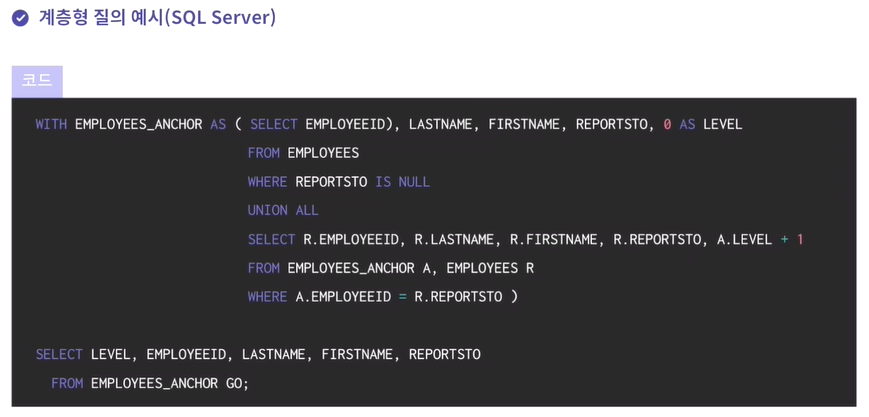 계층형 질의 예시(SQL Server)
코드
WITH EMPLOYEES_ANCHOR AS ( SELECT EMPLOYEEID), LASTNAME, FIRSTNAME, REPORTSTO, 0 AS LEVEL
FROM EMPLOYEES
WHERE REPORTSTO IS NULL
UNION ALL
SELECT R.EMPLOYEEID, R.LASTNAME, R.FIRSTNAME, R.REPORTSTO, A.LEVEL + 1
FROM EMPLOYEES_ANCHOR A, EMPLOYEES R
WHERE A.EMPLOYEEID = R.REPORTSTO )
SELECT LEVEL, EMPLOYEEID, LASTNAME, FIRSTNAME, REPORTSTO
FROM EMPLOYEES_ANCHOR GO;